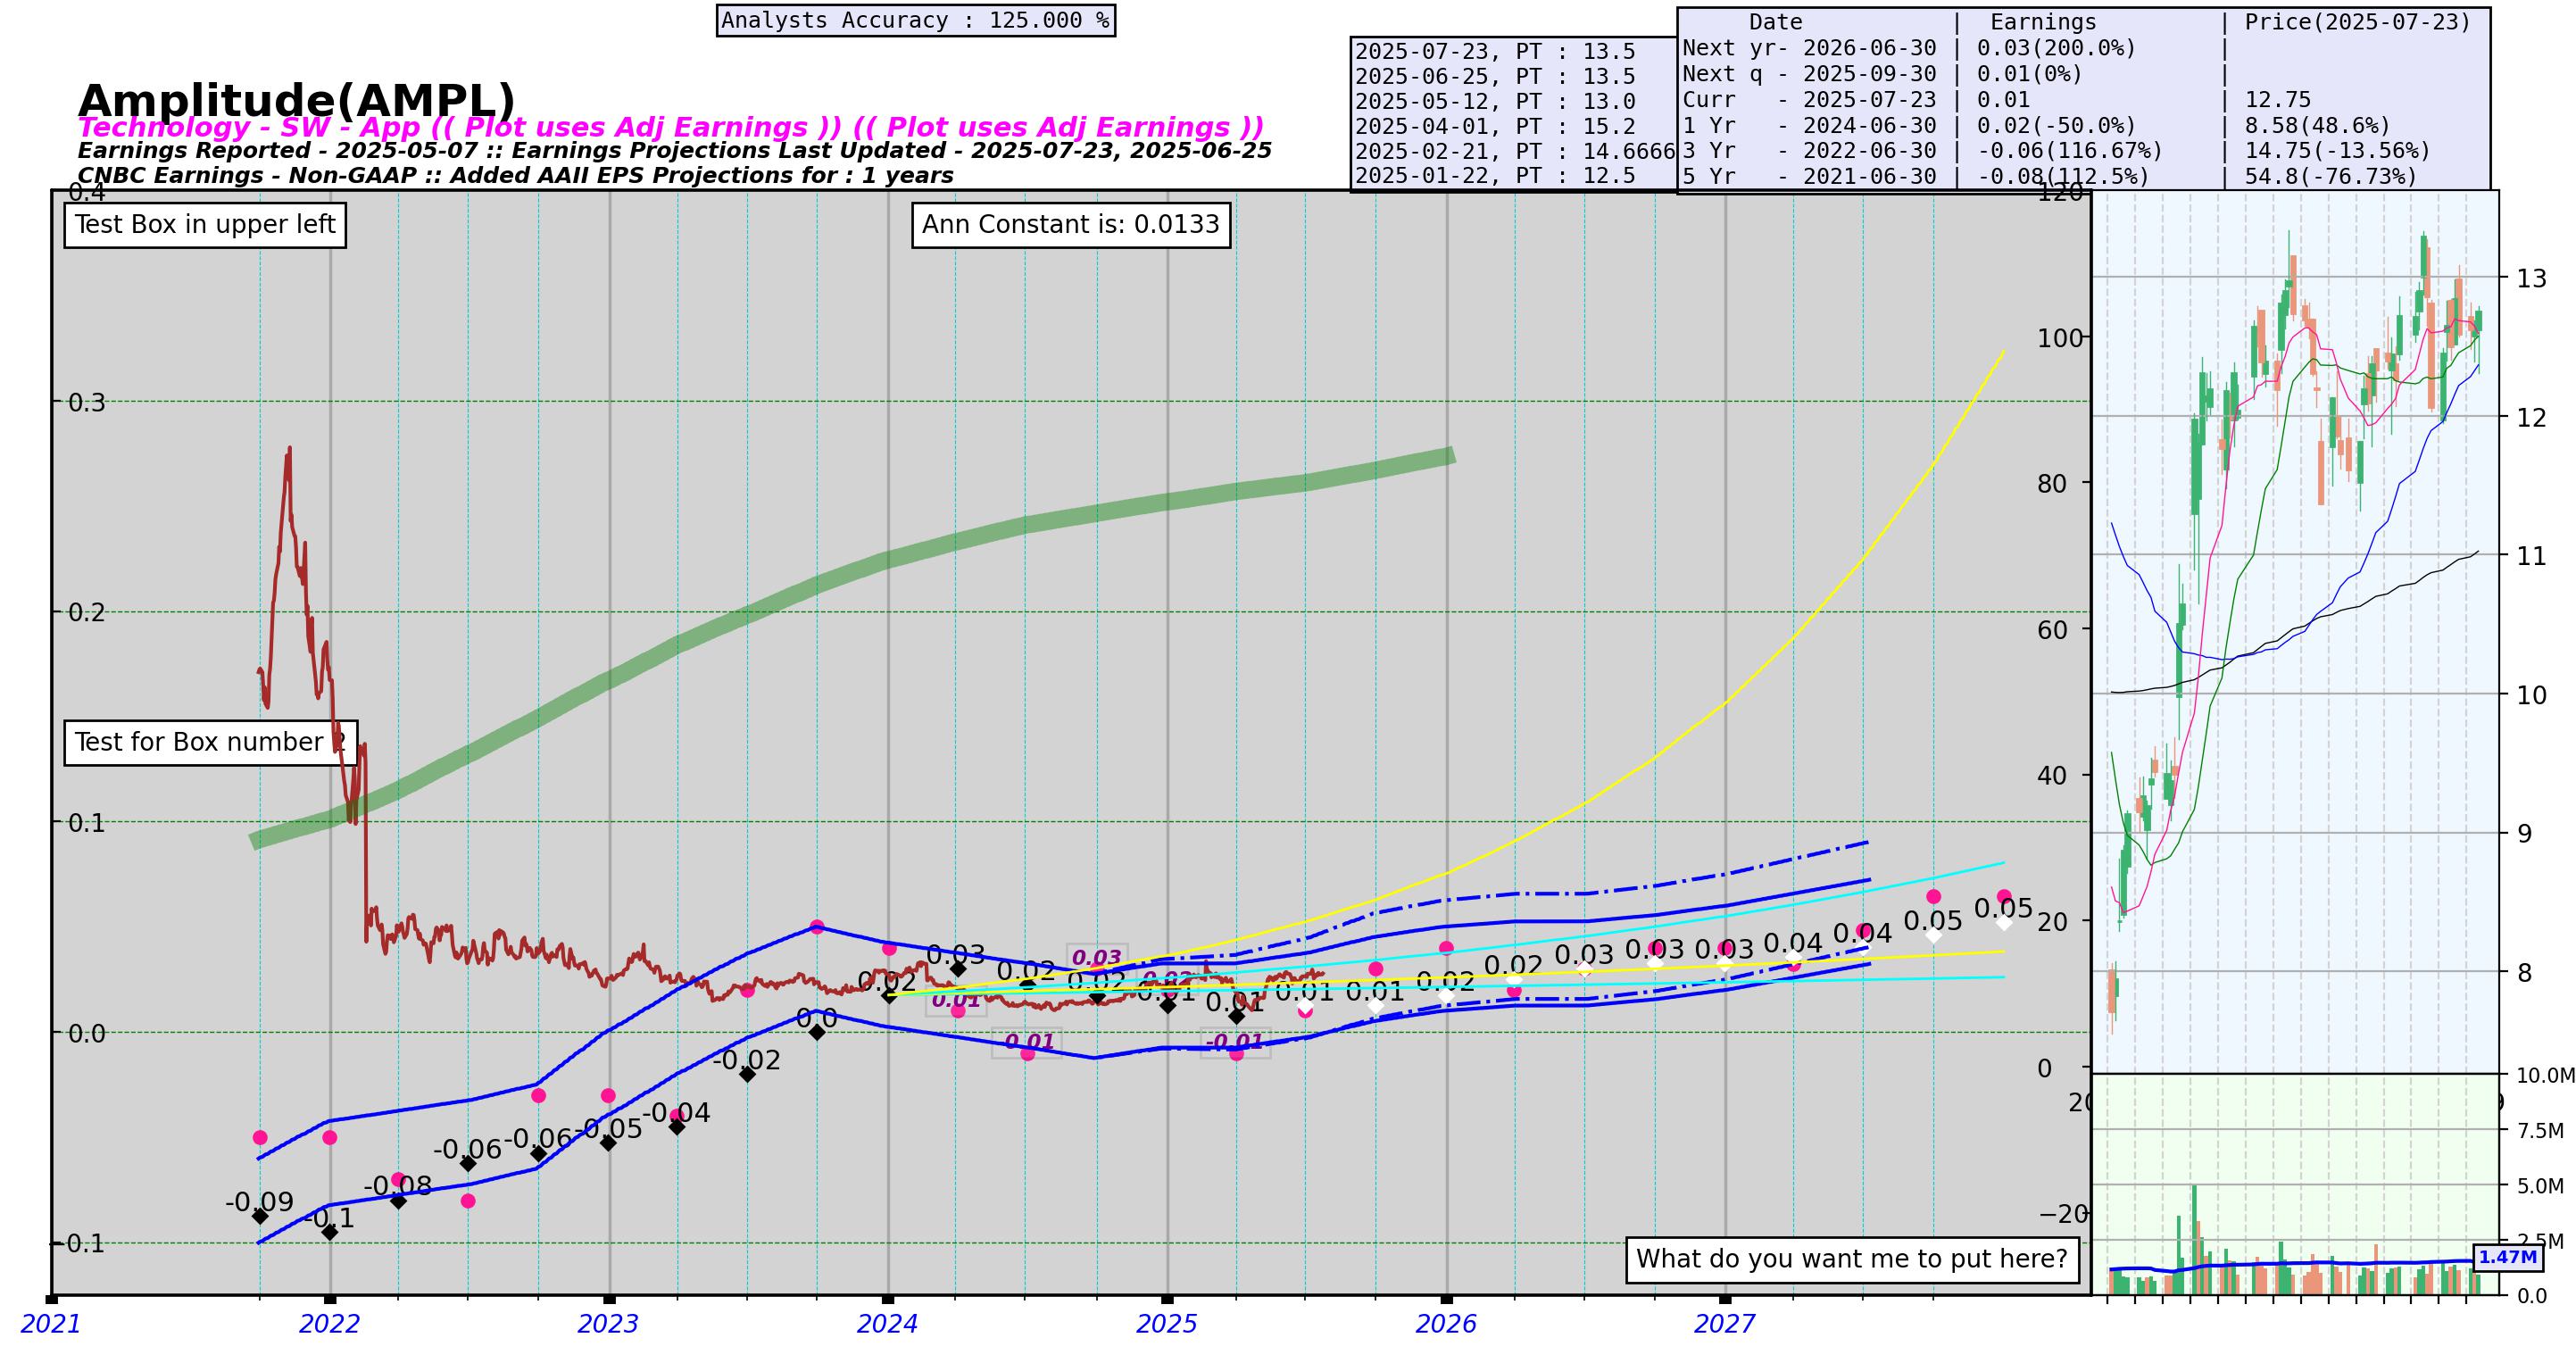 Analysts Accuracy : 125.000 %
Date | Earnings | Price(2025-07-23)
Next yr- 2026-06-30 | 0.03(200.0%) |
Next q - 2025-09-30 | 0.01(0%) |
Curr - 2025-07-23 | 0.01 | 12.75
1 Yr - 2024-06-30 | 0.02(-50.0%) | 8.58(48.6%)
3 Yr - 2022-06-30 | -0.06(116.67%) | 14.75(-13.56%)
5 Yr - 2021-06-30 | -0.08(112.5%) | 54.8(-76.73%)
2025-07-23, PT : 13.5
2025-06-25, PT : 13.5
2025-05-12, PT : 13.0
2025-04-01, PT : 15.2
2025-02-21, PT : 14.6666
2025-01-22, PT : 12.5
Amplitude(AMPL)
Technology - SW - App (( Plot uses Adj Earnings )) (( Plot uses Adj Earnings ))
Earnings Reported - 2025-05-07 :: Earnings Projections Last Updated - 2025-07-23, 2025-06-25
CNBC Earnings - Non-GAAP :: Added AAII EPS Projections for : 1 years
Test Box in upper left
Ann Constant is: 0.0133
Test for Box number 2
What do you want me to put here?
0.4
0.3
0.2
0.1
0.0
-0.1
120
100
80
60
40
20
0
−20
13
12
11
10
9
8
10.0M
7.5M
5.0M
2.5M
1.47M
0.0
-0.09
-0.1
-0.08
-0.06
-0.06
-0.05
-0.04
-0.02
0.0
0.02
0.03
0.01
0.02
0.01
0.03
0.02
0.02
0.01
0.01
-0.01
0.01
0.01
0.02
0.02
0.03
0.03
0.03
0.04
0.04
0.05
0.05
2021
2022
2023
2024
2025
2026
2027